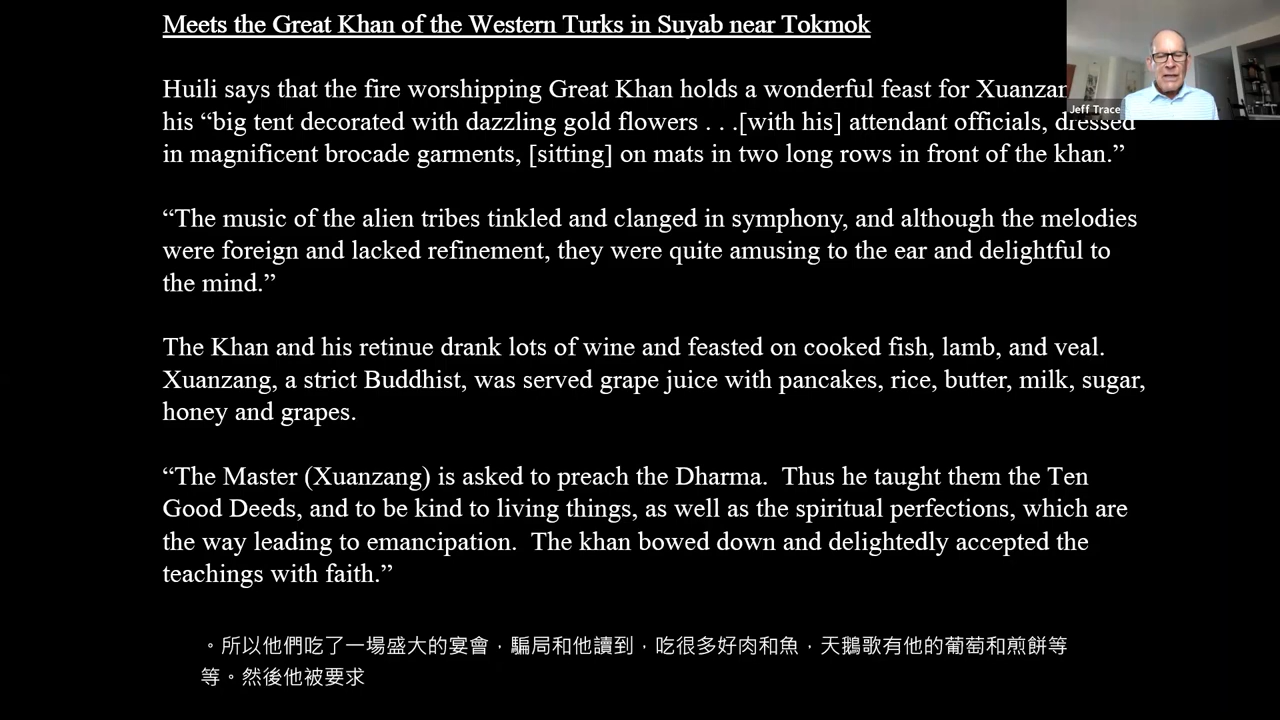 Meets the Great Khan of the Western Turks in Suyab near Tokmok
Huili says that the fire worshipping Great Khan holds a wonderful feast for
his “big tent decorated with dazzling gold flowers . . .[with his] attendant officials, dressed
in magnificent brocade garments, [sitting] on mats in two long rows in front of the khan.”
“The music of the alien tribes tinkled and clanged in symphony, and although the melodies
were foreign and lacked refinement, they were quite amusing to the ear and delightful to
the mind.”
The Khan and his retinue drank lots of wine and feasted on cooked fish, lamb, and veal.
Xuanzang, a strict Buddhist, was served grape juice with pancakes, rice, butter, milk, sugar,
honey and grapes.
“The Master (Xuanzang) is asked to preach the Dharma.  Thus he taught them the Ten
Good Deeds, and to be kind to living things, as well as the spiritual perfections, which are
the way leading to emancipation.  The khan bowed down and delightedly accepted the
teachings with faith.”
Jeff Trace
。所以他們吃了一場盛大的宴會，騙局和他讀到，吃很多好肉和魚，天鵝歌有他的葡萄和煎餅等
等。然後他被要求